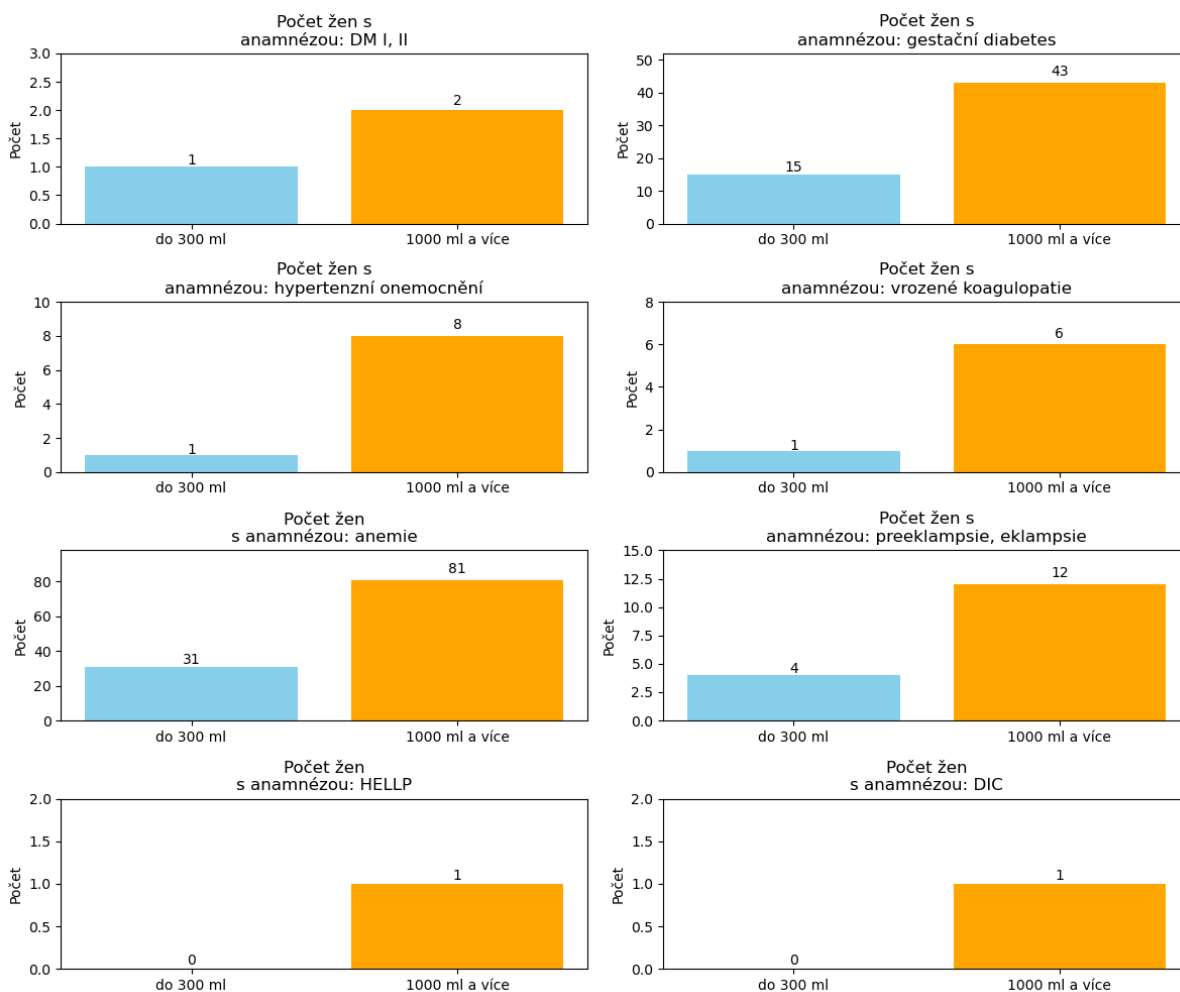 Počet žen s
anamnézou: DM I, II
3.0
2.5
2.0
1.5
1.0
0.5
0.0
Počet
1
2
do 300 ml
1000 ml a více
Počet žen s
anamnézou: gestační diabetes
50
40
30
20
10
0
Počet
15
43
do 300 ml
1000 ml a více
Počet žen s
anamnézou: hypertenzní onemocnění
10
8
6
4
2
0
Počet
1
8
do 300 ml
1000 ml a více
Počet žen s
anamnézou: vrozené koagulopatie
8
6
4
2
0
Počet
1
6
do 300 ml
1000 ml a více
Počet žen
s anamnézou: anemie
80
60
40
20
0
Počet
31
81
do 300 ml
1000 ml a více
Počet žen s
anamnézou: preeklampsie, eklampsie
15.0
12.5
10.0
7.5
5.0
2.5
0.0
Počet
4
12
do 300 ml
1000 ml a více
Počet žen
s anamnézou: HELLP
2.0
1.5
1.0
0.5
0.0
Počet
0
1
do 300 ml
1000 ml a více
Počet žen
s anamnézou: DIC
2.0
1.5
1.0
0.5
0.0
Počet
0
1
do 300 ml
1000 ml a více